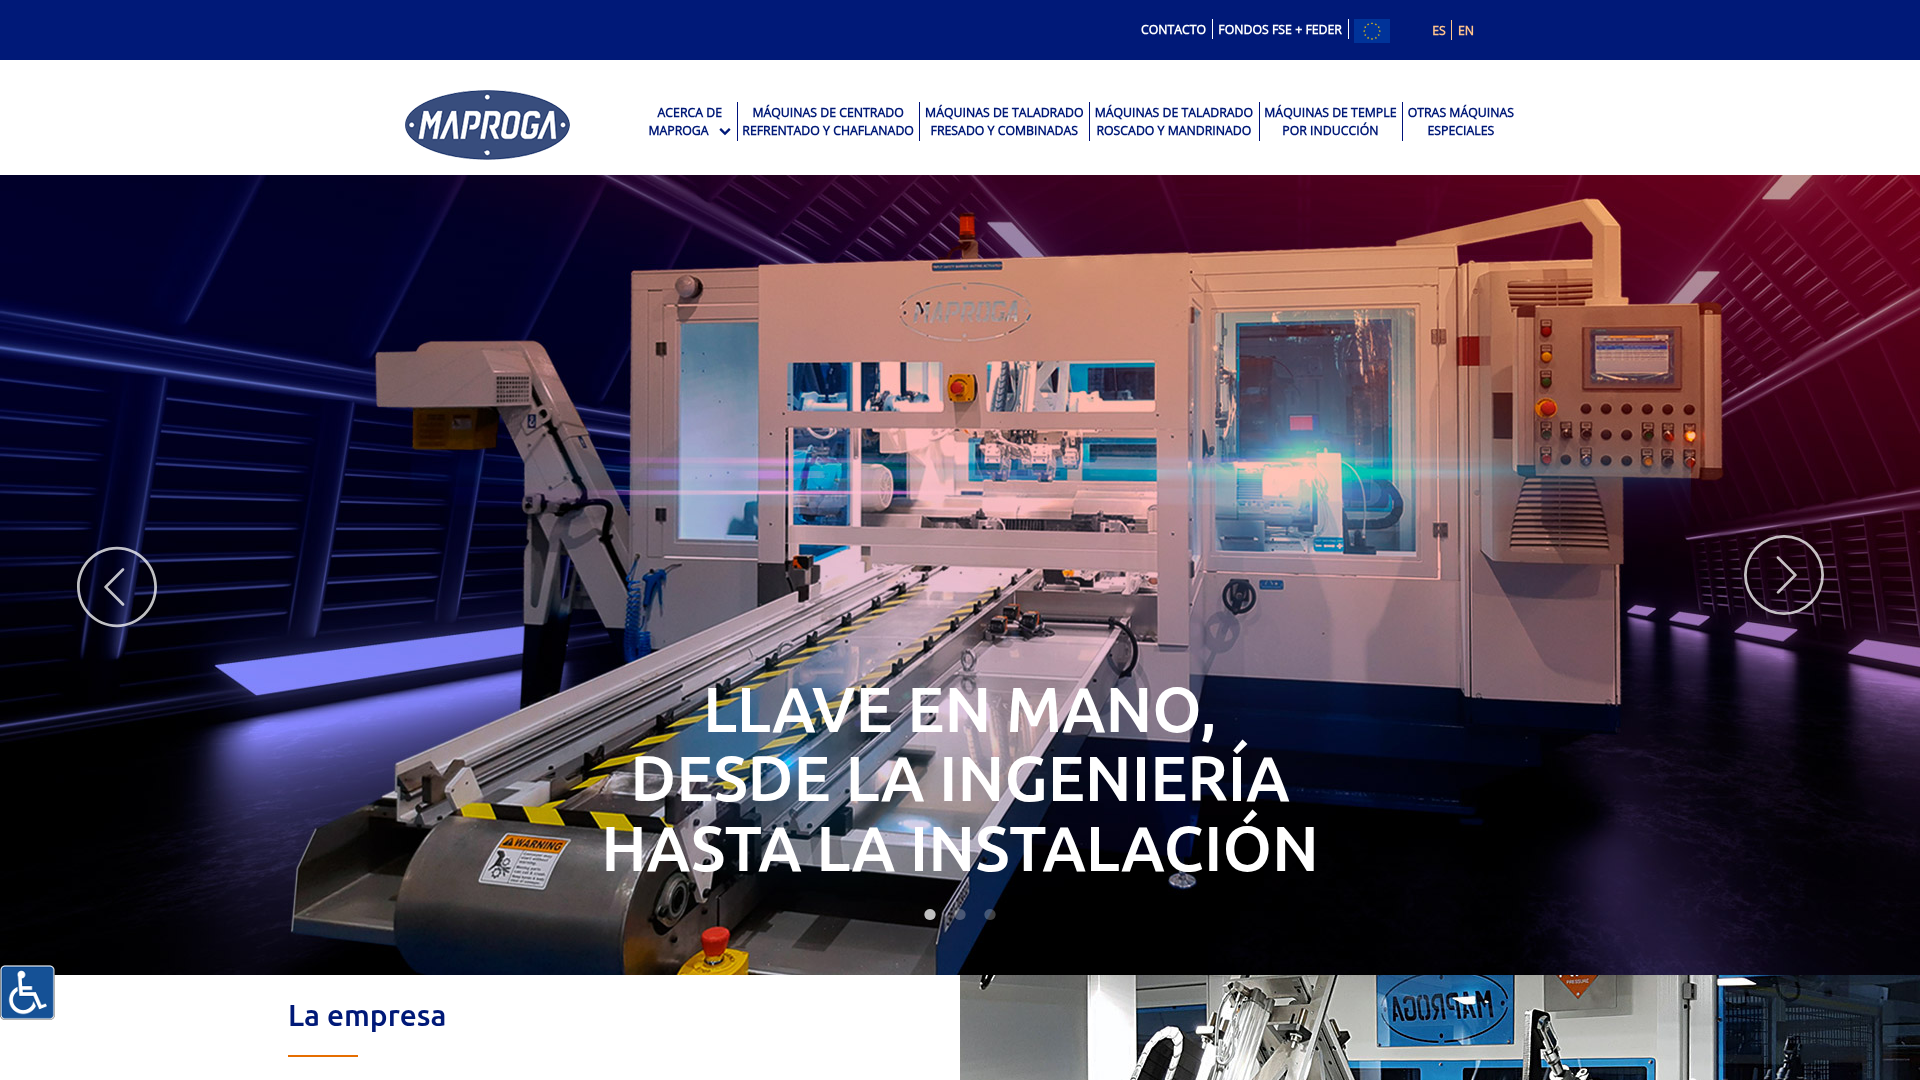 CONTACTO
FONDOS FSE + FEDER
ES
EN
MAPROGA
ACERCA DE
MAPROGA
MÁQUINAS DE CENTRADO
REFRENTADO Y CHAFLANADO
MÁQUINAS DE TALADRADO
FRESADO Y COMBINADAS
MÁQUINAS DE TALADRADO
ROSCADO Y MANDRINADO
MÁQUINAS DE TEMPLE
POR INDUCCIÓN
OTRAS MÁQUINAS
ESPECIALES
MAPROGA
LLAVE EN MANO,
DESDE LA INGENIERÍA
HASTA LA INSTALACIÓN
WARNING
La empresa
MAPROGA
PRESSURE